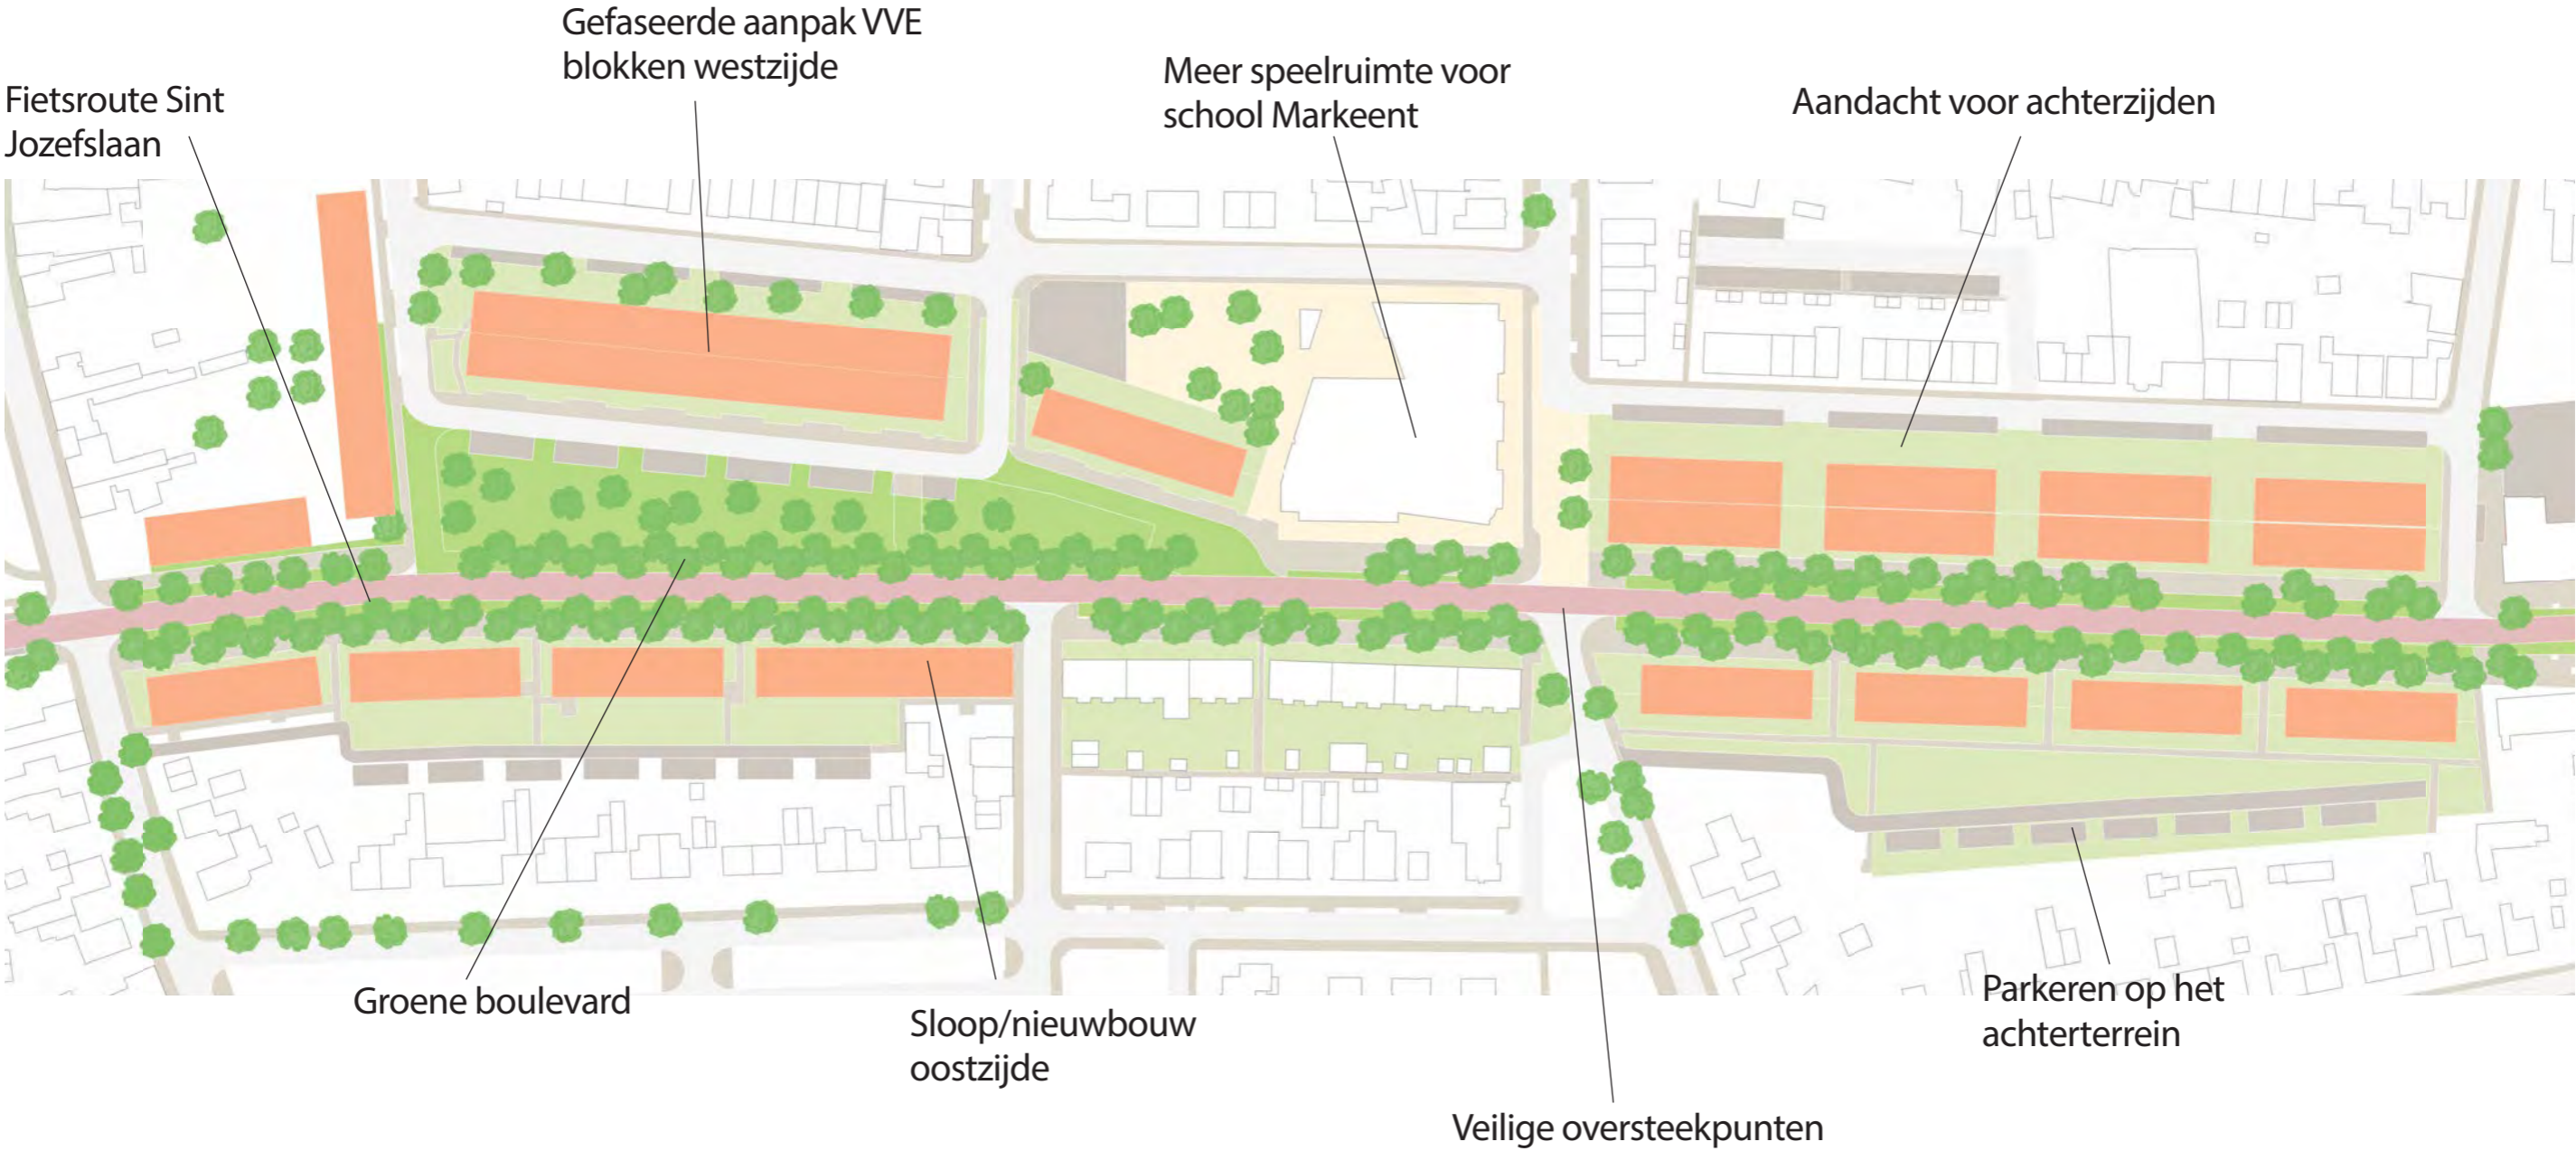 Gefaseerde aanpak VVE
blokken westzijde
Fietsroute Sint
Jozefslaan
Meer speelruimte voor
school Markeent
Aandacht voor achterzijden
Groene boulevard
Sloop/nieuwbouw
oostzijde
Parkeren op het
achterterrein
Veilige oversteekpunten